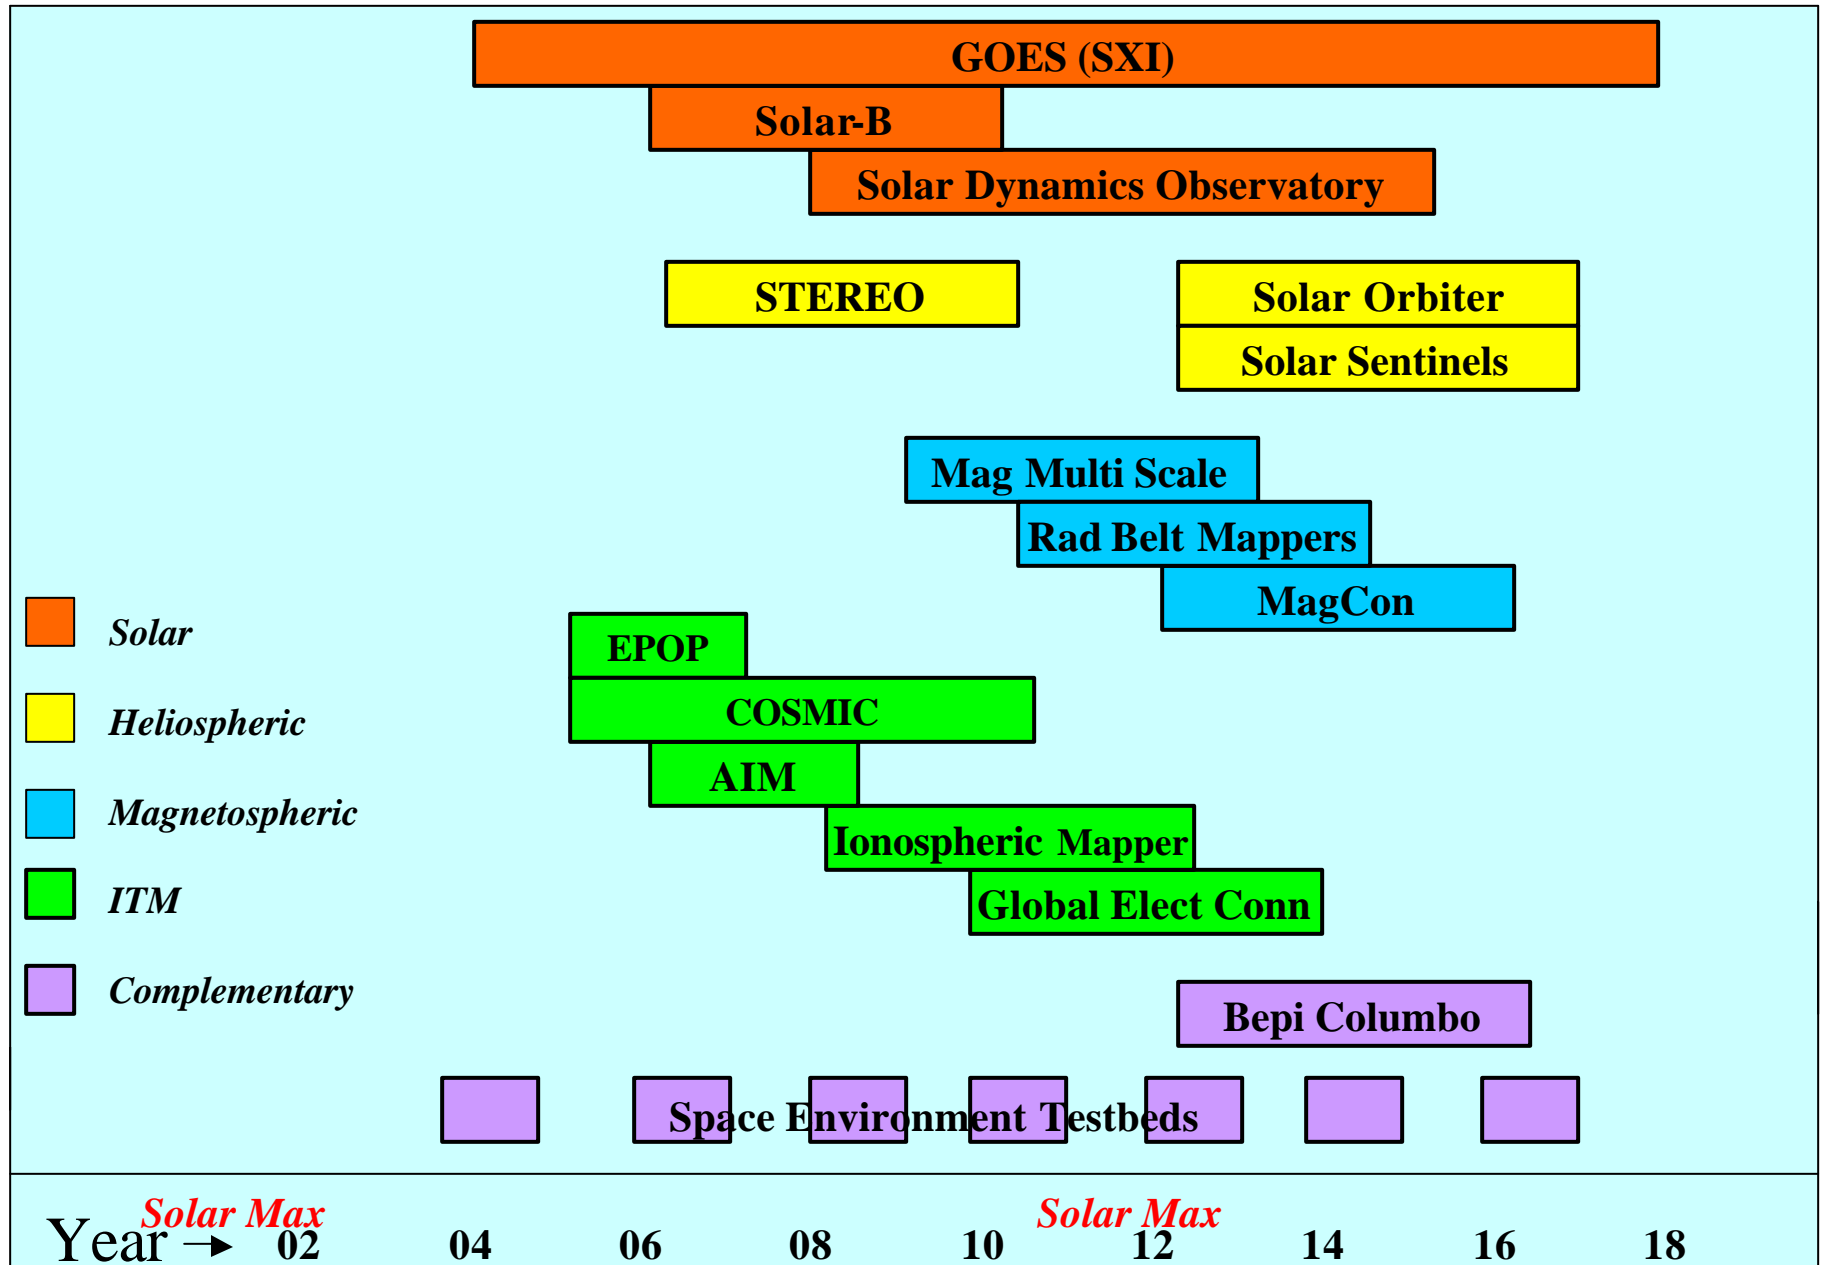 GOES (SXI)
Solar-B
Solar Dynamics Observatory
STEREO
Solar Orbiter
Solar Sentinels
Mag Multi Scale
Rad Belt Mappers
MagCon
EPOP
COSMIC
AIM
Ionospheric Mapper
Global Elect Conn
Solar
Heliospheric
Magnetospheric
ITM
Complementary
Bepi Columbo
Space Environment Testbeds
Solar Max Solar Max
Year → 02 04 06 08 10 12 14 16 18